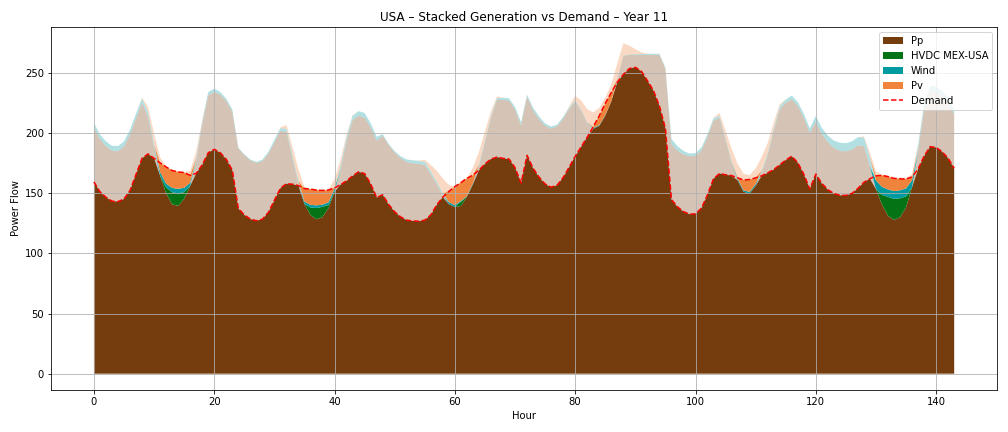 USA – Stacked Generation vs Demand – Year 11
Pp
HVDC MEX-USA
Wind
Pv
Demand
Power Flow
250
200
150
100
50
0
0 20 40 60 80 100 120 140
Hour